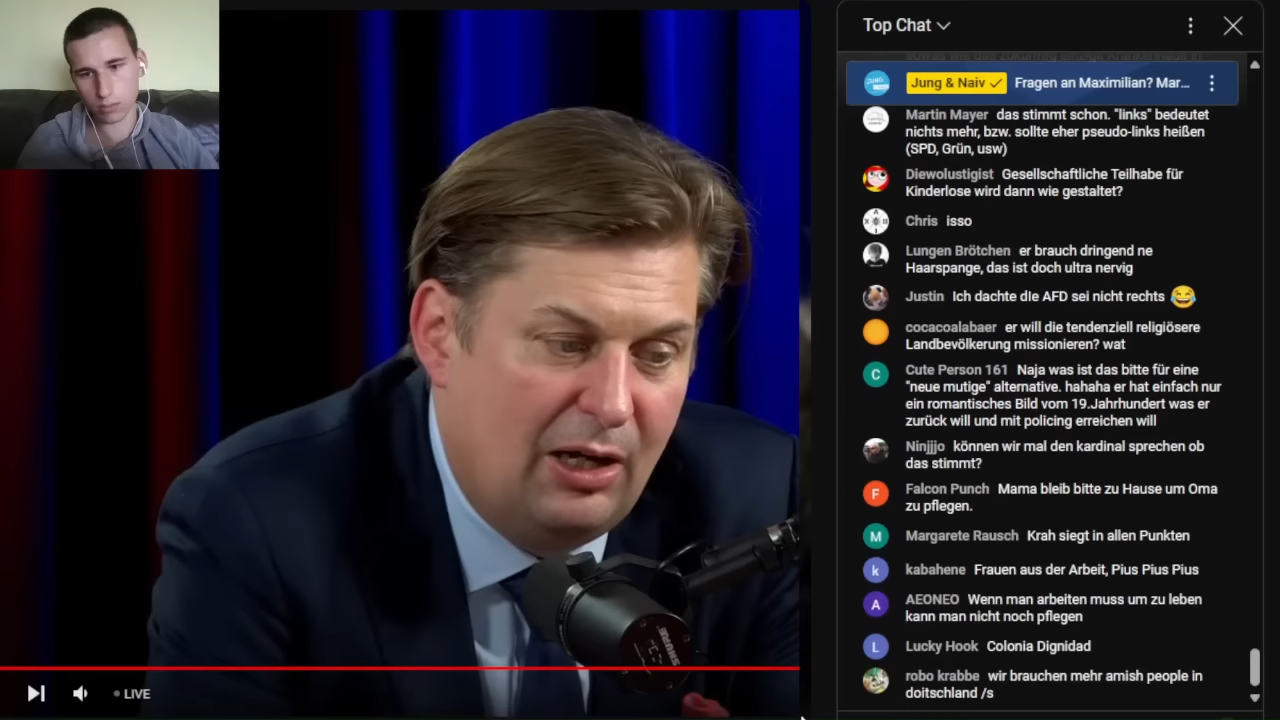 Top Chat
Jung & Naiv Fragen an Maximilian? Mar...
Martin Mayer das stimmt schon. "links" bedeutet
nichts mehr, bzw. sollte eher pseudo-links heißen
(SPD, Grün, usw)
Diewolustigist Gesellschaftliche Teilhabe für
Kinderlose wird dann wie gestaltet?
Chris isso
Lungen Brötchen er brauch dringend ne
Haarspange, das ist doch ultra nervig
Justin Ich dachte die AFD sei nicht rechts 😂
cocacoalabaer er will die tendenziell religiösere
Landbevölkerung missionieren? wat
C Cute Person 161 Naja was ist das bitte für eine
"neue mutige" alternative. hahaha er hat einfach nur
ein romantisches Bild vom 19.Jahrhundert was er
zurück will und mit policing erreichen will
Ninjjjo können wir mal den kardinal sprechen ob
das stimmt?
F Falcon Punch Mama bleib bitte zu Hause um Oma
zu pflegen.
M Margarete Rausch Krah siegt in allen Punkten
k kabahene Frauen aus der Arbeit, Pius Pius Pius
A AEONEO Wenn man arbeiten muss um zu leben
kann man nicht noch pflegen
L Lucky Hook Colonia Dignidad
robo krabbe wir brauchen mehr amish people in
doitschland /s
SHURE
LIVE